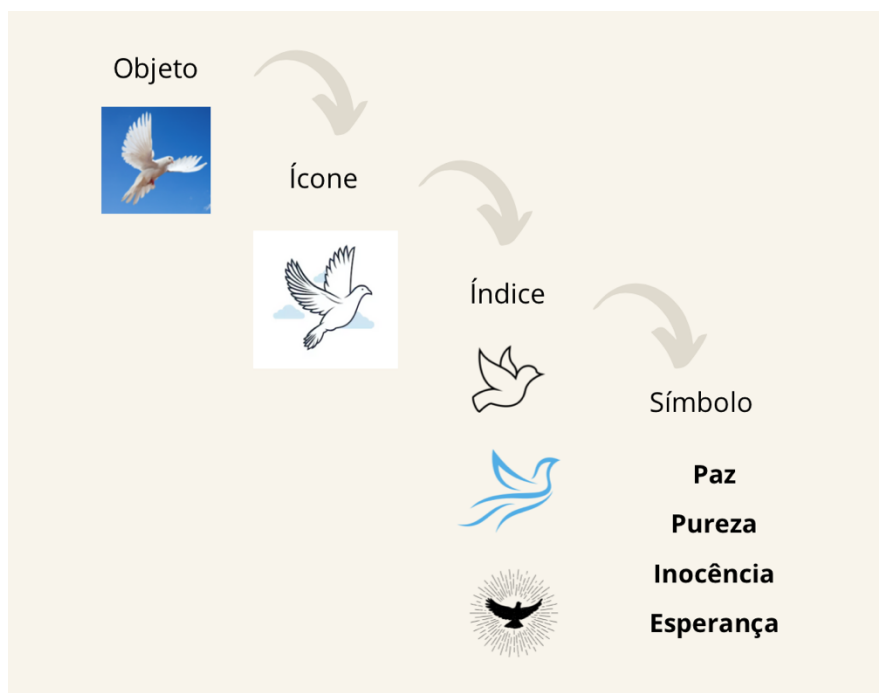 Objeto
Ícone
Índice
Símbolo
Paz
Pureza
Inocência
Esperança